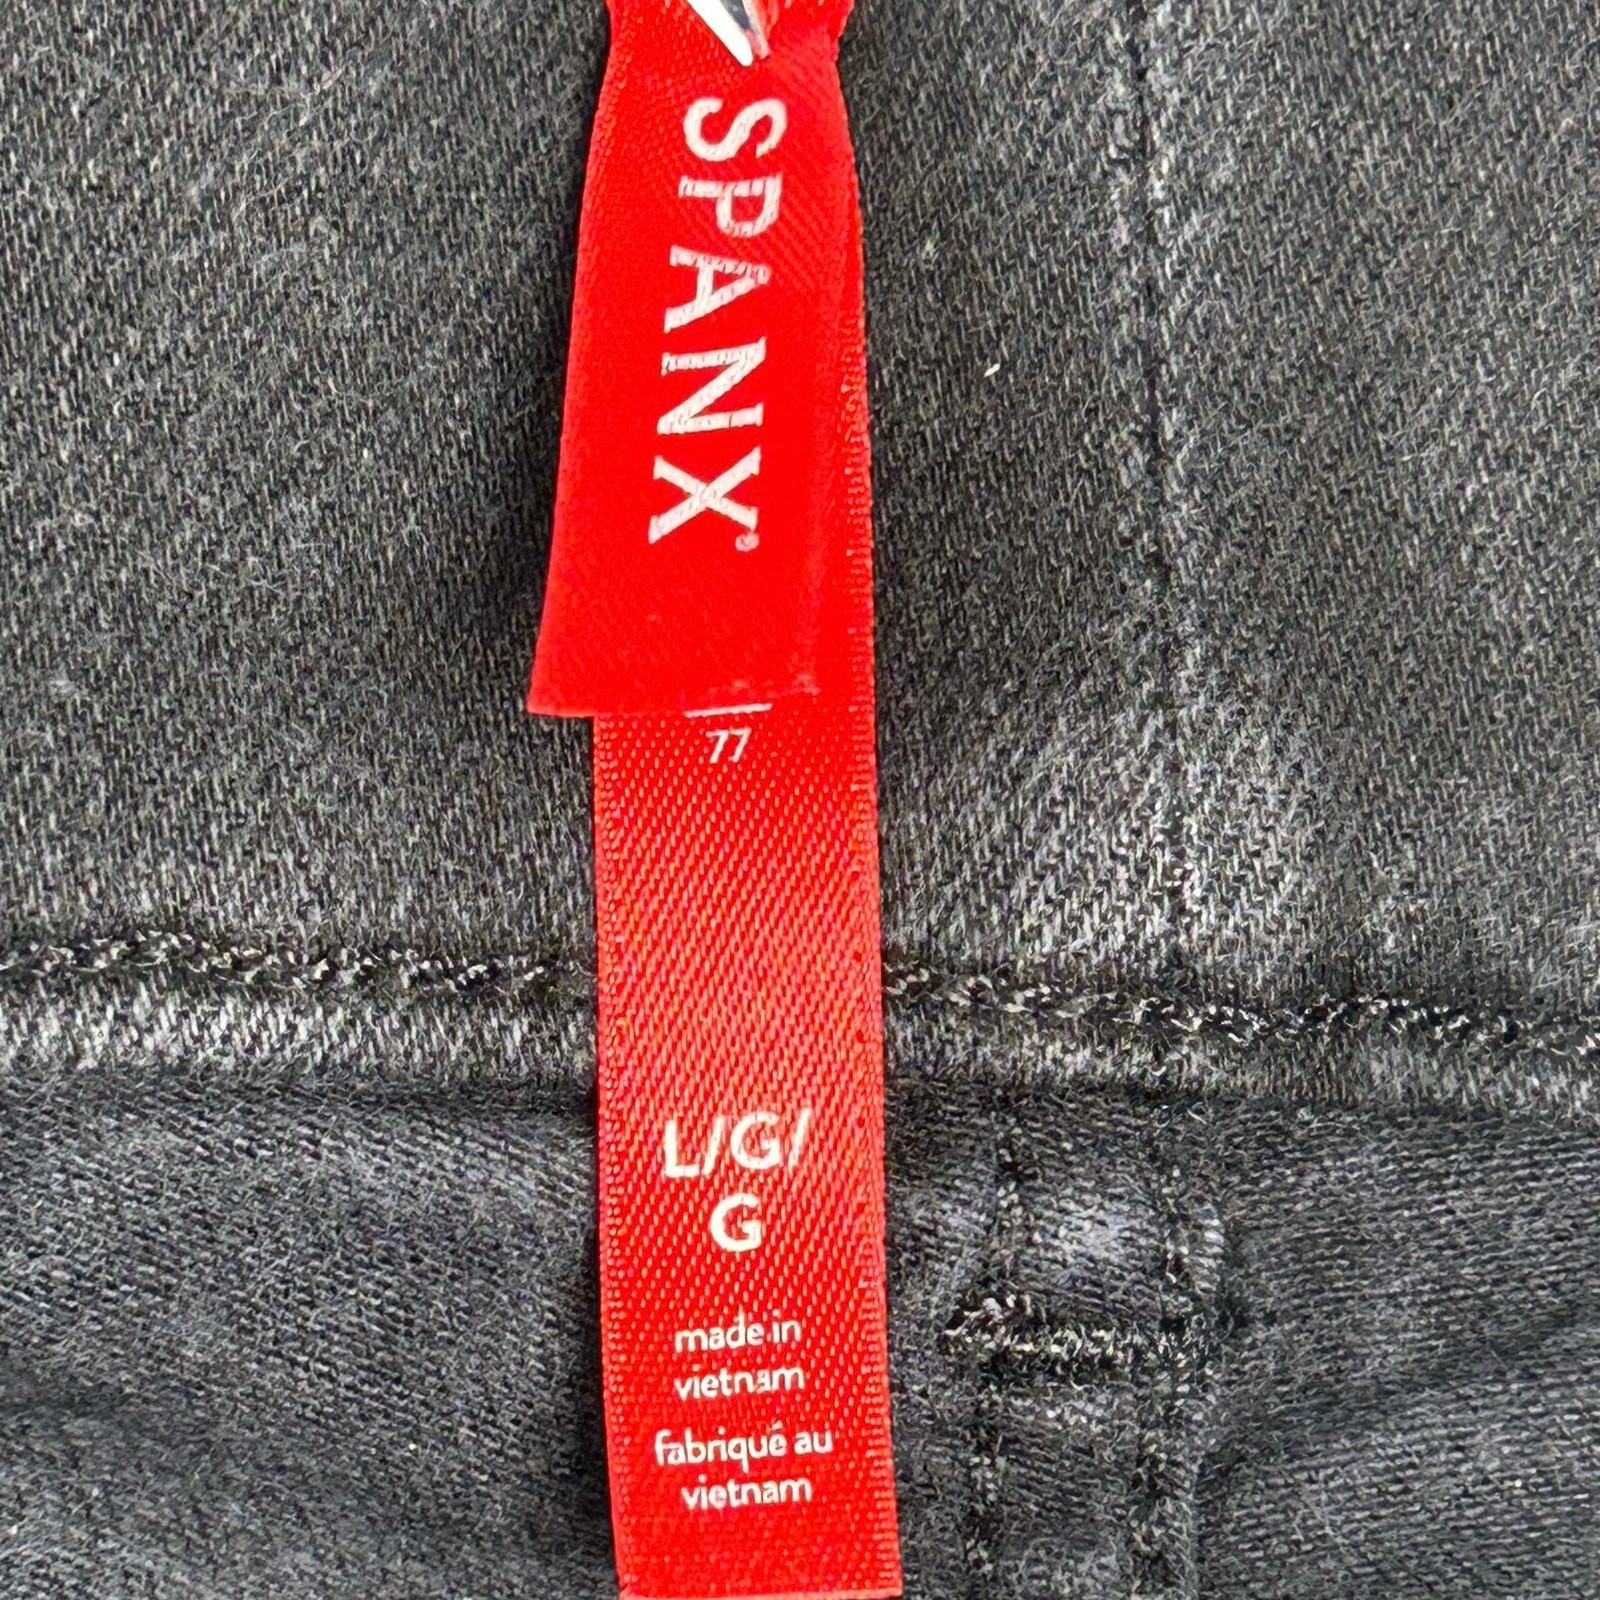 SPANX®
77
L/G/
G
made in
vietnam
fabriqué au
vietnam